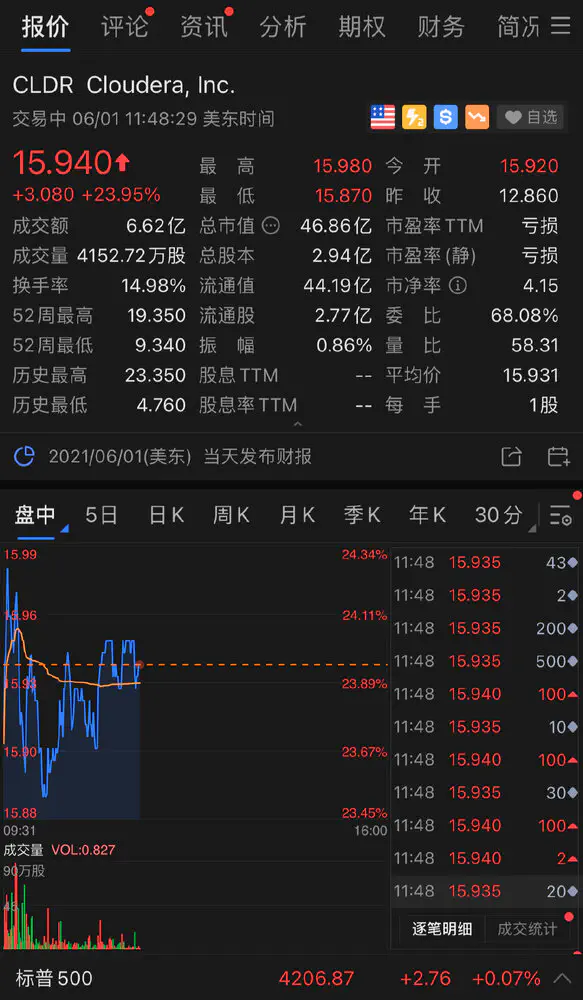 报价 评论 资讯 分析 期权 财务 简况
CLDR Cloudera, Inc.
交易中 06/01 11:48:29 美东时间 自选
15.940 最 高 15.980 今 开 15.920
+3.080 +23.95% 最 低 15.870 昨 收 12.860
成交额 6.62亿 总市值 46.86亿 市盈率TTM 亏损
成交量 4152.72万股 总股本 2.94亿 市盈率(静) 亏损
换手率 14.98% 流通值 44.19亿 市净率 4.15
52周最高 19.350 流通股 2.77亿 委 比 68.08%
52周最低 9.340 振 幅 0.86% 量 比 58.31
历史最高 23.350 股息TTM -- 平均价 15.931
历史最低 4.760 股息率TTM -- 每 手 1股
2021/06/01(美东) 当天发布财报
盘中 5日 日K 周K 月K 季K 年K 30分
15.99 24.34% 11:48 15.935 43
11:48 15.935 2
15.96 24.11% 11:48 15.935 200
11:48 15.935 500
15.93 23.89% 11:48 15.940 100
11:48 15.935 10
15.90 23.67% 11:48 15.940 100
11:48 15.935 30
15.88 23.45% 11:48 15.940 100
09:31 16:00
成交量 VOL:0.827 11:48 15.940 2
90万股 11:48 15.935 20
逐笔明细 成交统计
标普500 4206.87 +2.76 +0.07%